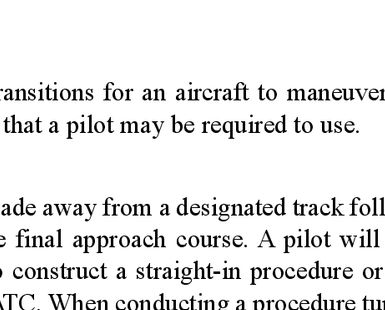 ransitions for an aircraft to maneuver
that a pilot may be required to use.
ade away from a designated track foll
e final approach course. A pilot will
o construct a straight-in procedure or
ATC. When conducting a procedure tur